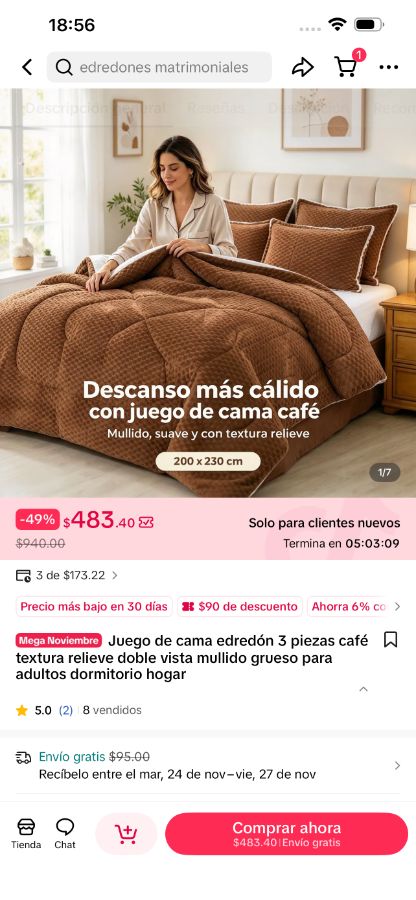 18:56
edredones matrimoniales
1
Descripción general Reseñas
Descanso más cálido
con juego de cama café
Mullido, suave y con textura relieve
200 x 230 cm
1/7
-49% $483.40
Solo para clientes nuevos
$940.00
Termina en 05:03:09
3 de $173.22
Precio más bajo en 30 días
$90 de descuento
Ahorra 6% co
Mega Noviembre Juego de cama edredón 3 piezas café
textura relieve doble vista mullido grueso para
adultos dormitorio hogar
5.0 (2) 8 vendidos
Envío gratis $95.00
Recíbelo entre el mar, 24 de nov–vie, 27 de nov
Tienda
Chat
Comprar ahora
$483.40 | Envío gratis